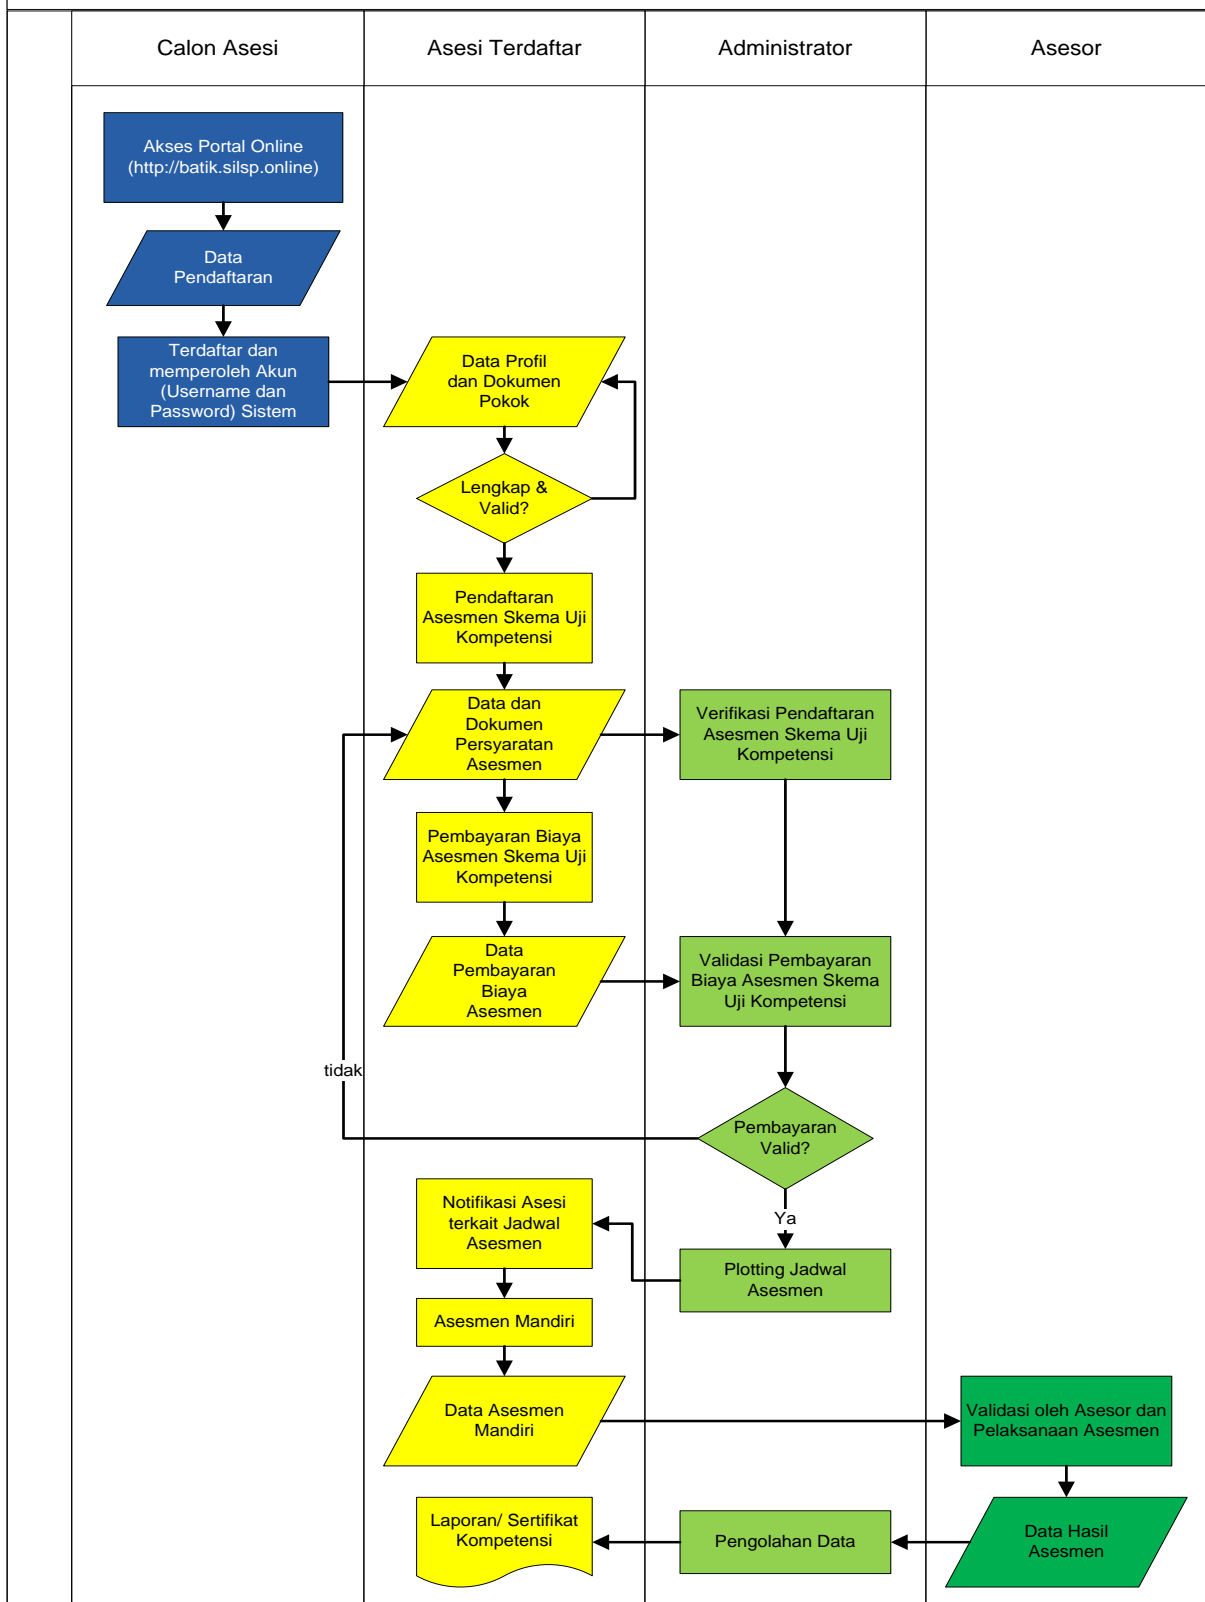 Calon Asesi
Asesi Terdaftar
Administrator
Asesor
Akses Portal Online
(http://batik.silsp.online)
Data
Pendaftaran
Terdaftar dan
memperoleh Akun
(Username dan
Password) Sistem
Data Profil
dan Dokumen
Pokok
Lengkap &
Valid?
Pendaftaran
Asesmen Skema Uji
Kompetensi
Data dan
Dokumen
Persyaratan
Asesmen
Verifikasi Pendaftaran
Asesmen Skema Uji
Kompetensi
Pembayaran Biaya
Asesmen Skema Uji
Kompetensi
Data
Pembayaran
Biaya
Asesmen
Validasi Pembayaran
Biaya Asesmen Skema
Uji Kompetensi
tidak
Pembayaran
Valid?
Ya
Notifikasi Asesi
terkait Jadwal
Asesmen
Plotting Jadwal
Asesmen
Asesmen Mandiri
Data Asesmen
Mandiri
Validasi oleh Asesor dan
Pelaksanaan Asesmen
Laporan/ Sertifikat
Kompetensi
Pengolahan Data
Data Hasil
Asesmen